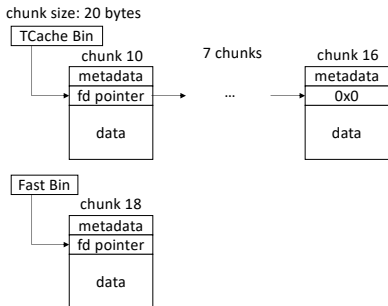 chunk size: 20 bytes
TCache Bin
chunk 10
7 chunks
chunk 16
metadata
fd pointer
...
metadata
0x0
data
data
Fast Bin
chunk 18
metadata
fd pointer
data